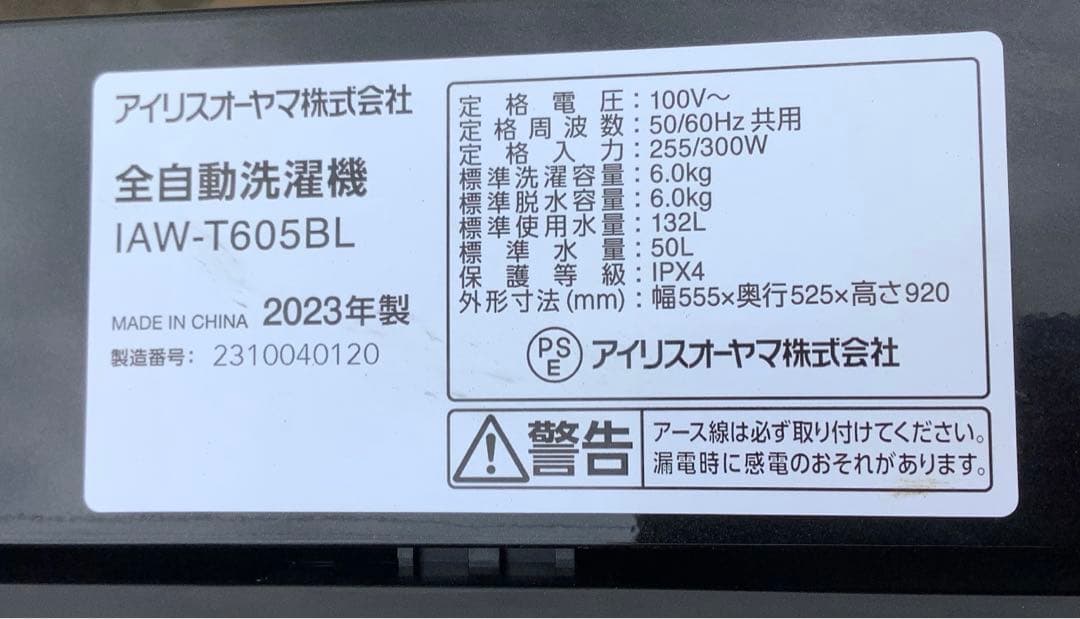 アイリスオーヤマ株式会社
全自動洗濯機
IAW-T605BL
MADE IN CHINA 2023年製
製造番号: 2310040120
定格電圧:100V～
定格周波数:50/60Hz 共用
定格入力:255/300W
標準洗濯容量:6.0kg
標準脱水容量:6.0kg
標準使用水量:132L
標準水量:50L
保護等級:IPX4
外形寸法(mm):幅555×奥行525×高さ920
PSE アイリスオーヤマ株式会社
警告
アース線は必ず取り付けてください。
漏電時に感電のおそれがあります。